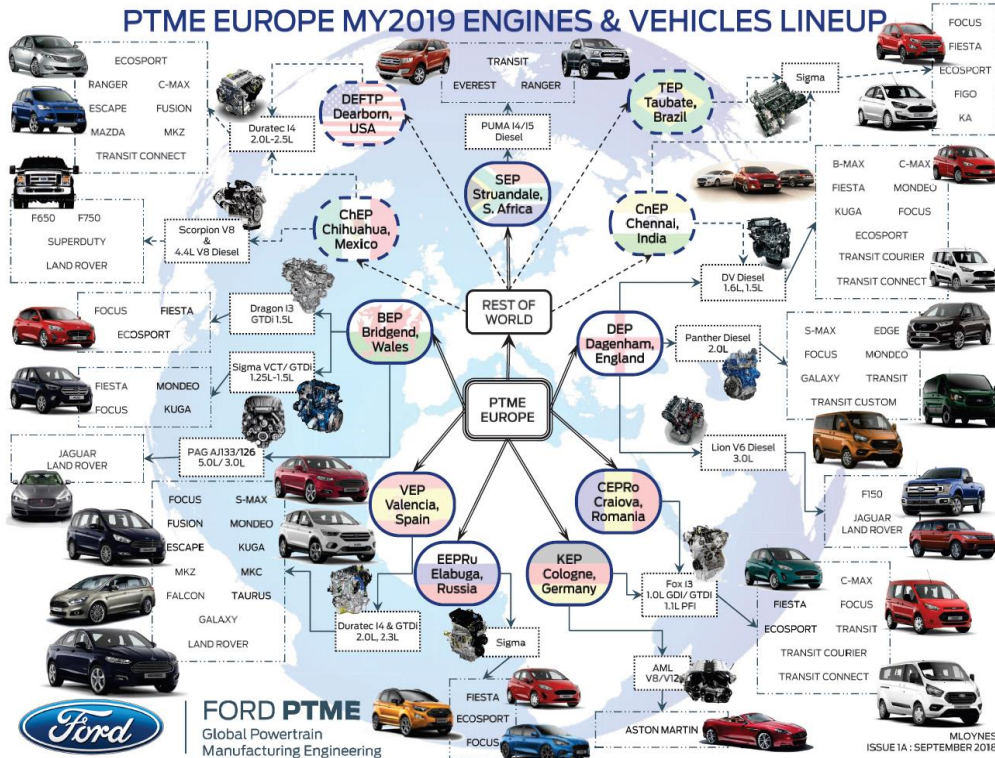 PTME EUROPE MY2019 ENGINES & VEHICLES LINEUP
ECOSPORT
RANGER C-MAX
ESCAPE FUSION
MAZDA MKZ
TRANSIT CONNECT
Duratec I4
2.0L-2.5L
DEFTP
Dearborn,
USA
TRANSIT
EVEREST RANGER
PUMA I4/I5
Diesel
SEP
Struandale,
S. Africa
TEP
Taubate,
Brazil
Sigma
FOCUS
FIESTA
ECOSPORT
FIGO
KA
F650 F750
SUPERDUTY
LAND ROVER
Scorpion V8
&
4.4L V8 Diesel
ChEP
Chihuahua,
Mexico
CnEP
Chennai,
India
DV Diesel
1.6L, 1.5L
B-MAX C-MAX
FIESTA MONDEO
KUGA FOCUS
ECOSPORT
TRANSIT COURIER
TRANSIT CONNECT
REST OF
WORLD
FOCUS FIESTA
ECOSPORT
Dragon I3
GTDi 1.5L
BEP
Bridgend,
Wales
DEP
Dagenham,
England
Panther Diesel
2.0L
S-MAX EDGE
FOCUS MONDEO
GALAXY TRANSIT
TRANSIT CUSTOM
FIESTA MONDEO
FOCUS KUGA
Sigma VCT/ GTDi
1.25L-1.5L
PTME
EUROPE
JAGUAR
LAND ROVER
PAG AJ133/126
5.0L/ 3.0L
Lion V6 Diesel
3.0L
F150
JAGUAR
LAND ROVER
FOCUS S-MAX
FUSION MONDEO
ESCAPE KUGA
MKZ MKC
FALCON TAURUS
GALAXY
LAND ROVER
VEP
Valencia,
Spain
Duratec I4 & GTDi
2.0L, 2.3L
EEPRu
Elabuga,
Russia
Sigma
FIESTA
ECOSPORT
FOCUS
CEPRo
Craiova,
Romania
KEP
Cologne,
Germany
Fox I3
1.0L GDI/ GTDI
1.1L PFI
C-MAX
FIESTA FOCUS
ECOSPORT TRANSIT
TRANSIT COURIER
TRANSIT CONNECT
AML
V8/V12
ASTON MARTIN
Ford
FORD PTME
Global Powertrain
Manufacturing Engineering
MLOYNES
ISSUE 1A : SEPTEMBER 2018